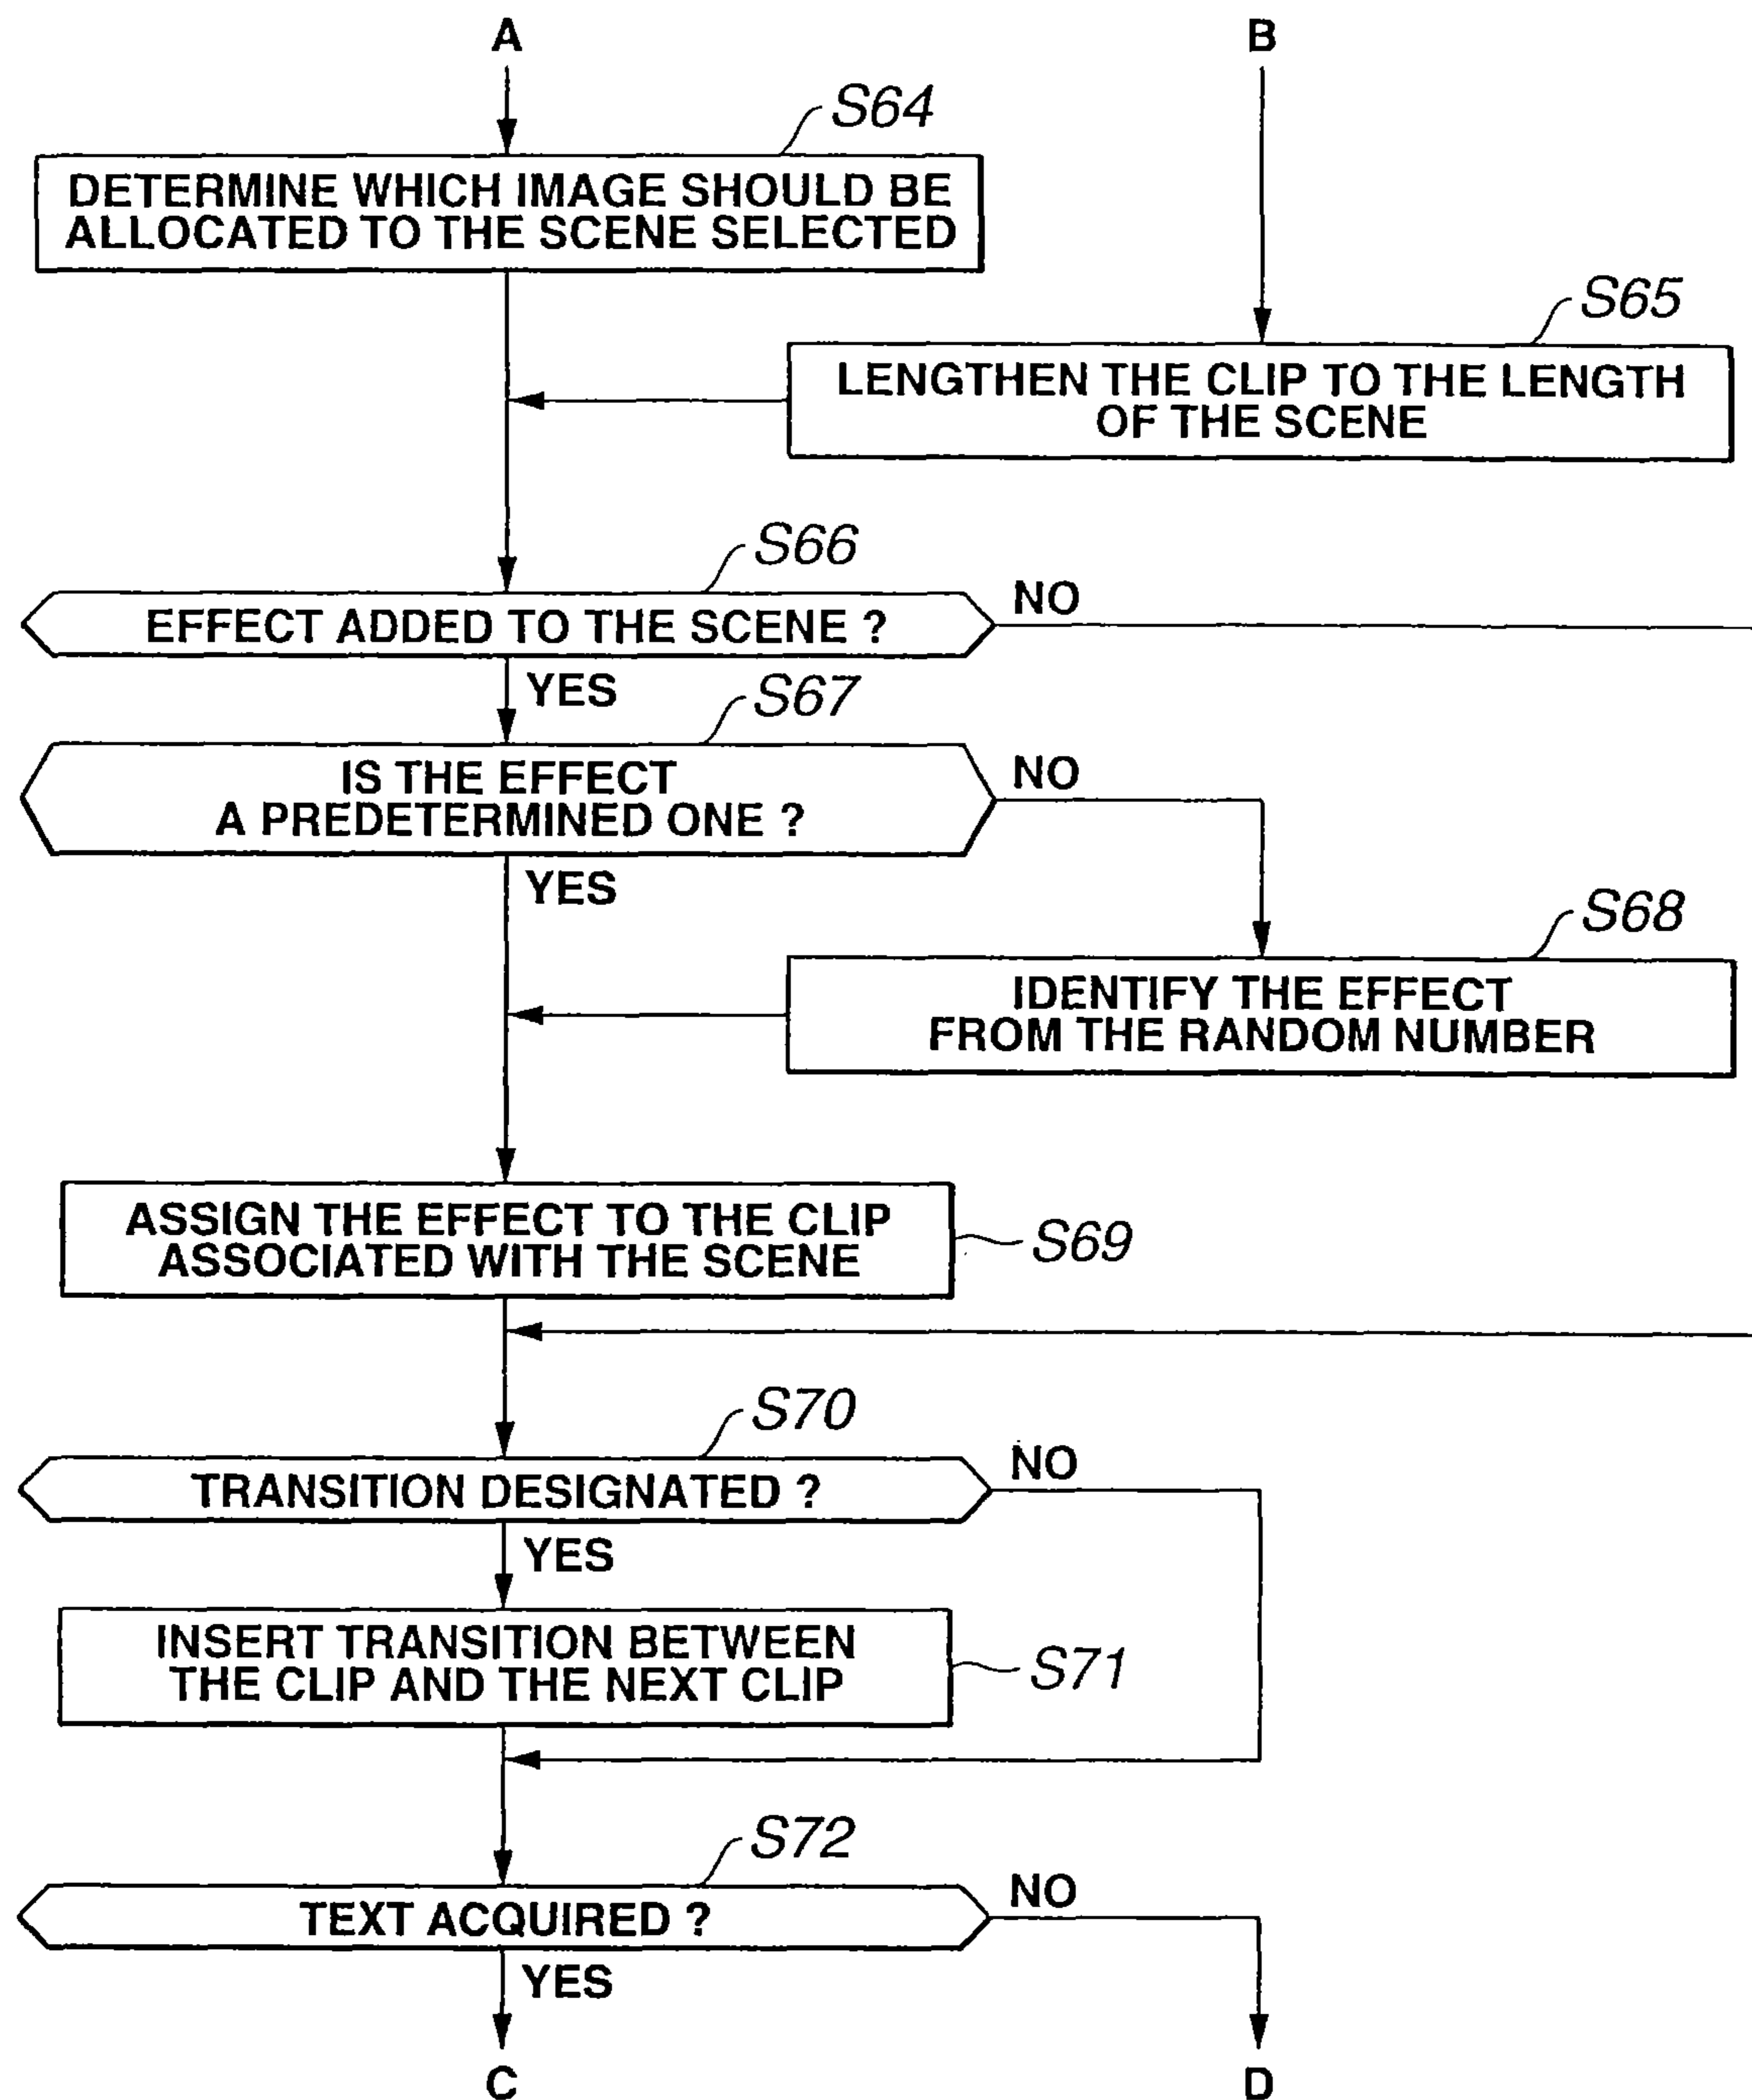 A
B
S64
DETERMINE WHICH IMAGE SHOULD BE
ALLOCATED TO THE SCENE SELECTED
S65
LENGTHEN THE CLIP TO THE LENGTH
OF THE SCENE
S66
EFFECT ADDED TO THE SCENE ?
NO
YES
S67
IS THE EFFECT
A PREDETERMINED ONE ?
NO
YES
S68
IDENTIFY THE EFFECT
FROM THE RANDOM NUMBER
ASSIGN THE EFFECT TO THE CLIP
ASSOCIATED WITH THE SCENE
S69
S70
TRANSITION DESIGNATED ?
NO
YES
INSERT TRANSITION BETWEEN
THE CLIP AND THE NEXT CLIP
S71
S72
TEXT ACQUIRED ?
NO
YES
C
D